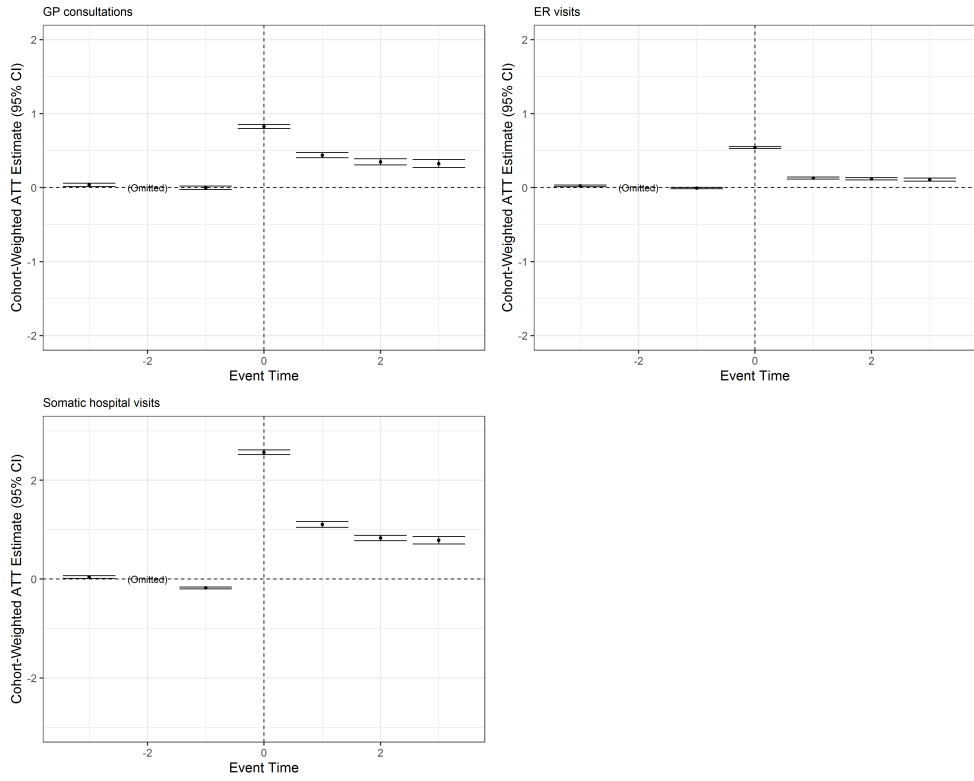 GP consultations
Cohort-Weighted ATT Estimate (95% CI)
2
1
0
-1
-2
(Omitted)
-2
0
2
Event Time
ER visits
Cohort-Weighted ATT Estimate (95% CI)
2
1
0
-1
-2
(Omitted)
-2
0
2
Event Time
Somatic hospital visits
Cohort-Weighted ATT Estimate (95% CI)
2
0
-2
(Omitted)
-2
0
2
Event Time